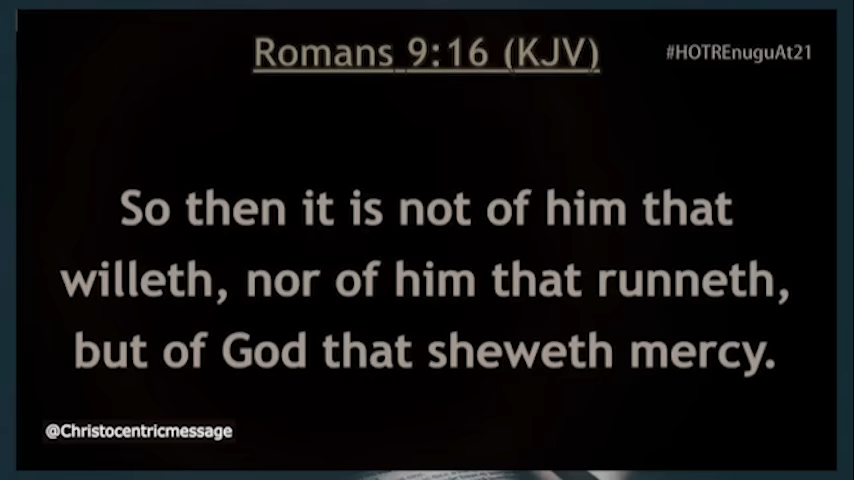 Romans 9:16 (KJV)
#HOTREnuguAt21
So then it is not of him that
willeth, nor of him that runneth,
but of God that sheweth mercy.
@Christocentricmessage